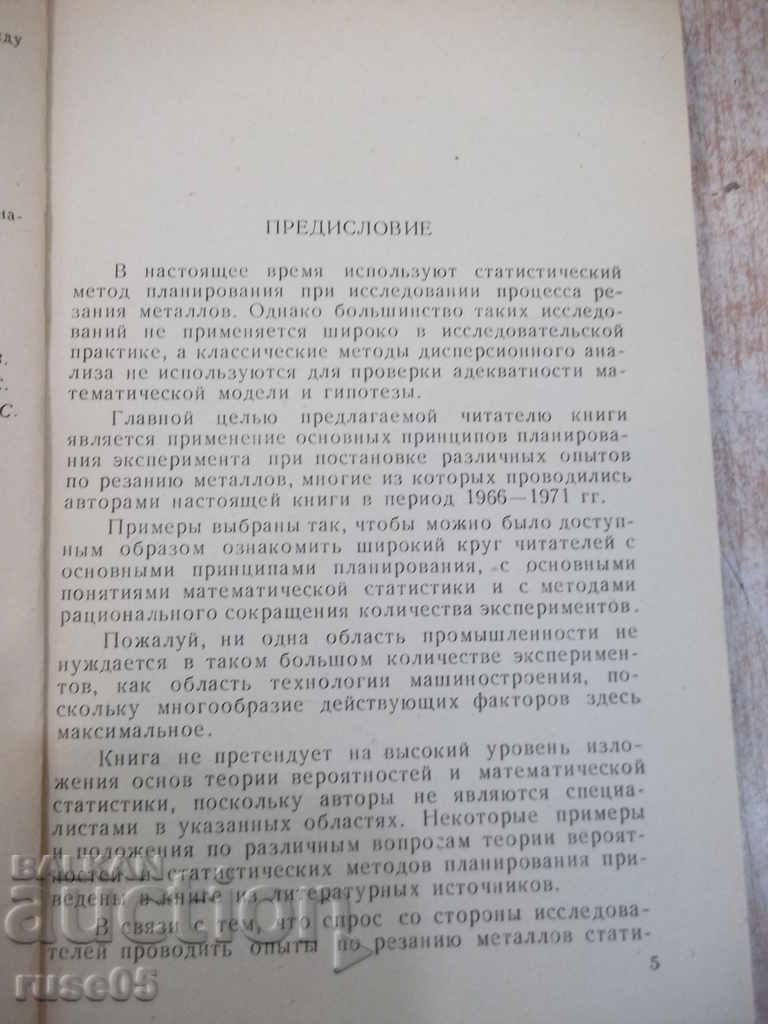 жду
на-
В.
С.
С.
ПРЕДИСЛОВИЕ
В настоящее время используют статистический
метод планирования при исследовании процесса ре-
зания металлов. Однако большинство таких исследо-
ваний не применяется широко в исследовательской
практике, а классические методы дисперсионного ана-
лиза не используются для проверки адекватности ма-
тематической модели и гипотезы.
Главной целью предлагаемой читателю книги
является применение основных принципов планирова-
ния эксперимента при постановке различных опытов
по резанию металлов, многие из которых проводились
авторами настоящей книги в период 1966—1971 гг.
Примеры выбраны так, чтобы можно было доступ-
ным образом ознакомить широкий круг читателей с
основными принципами планирования, с основными
понятиями математической статистики и с методами
рационального сокращения количества экспериментов.
Пожалуй, ни одна область промышленности не
нуждается в таком большом количестве эксперимен-
тов, как область технологии машиностроения, по-
скольку многообразие действующих факторов здесь
максимальное.
Книга не претендует на высокий уровень изло-
жения основ теории вероятностей и математической
статистики, поскольку авторы не являются специа-
листами в указанных областях. Некоторые примеры
и положения по различным вопросам теории вероят-
ностей и статистических методов планирования при-
ведены в книге из литературных источников.
В связи с тем, что спрос со стороны исследова-
телей проводить опыты по резанию металлов стати-
5
BALKAN
auction
ruse05